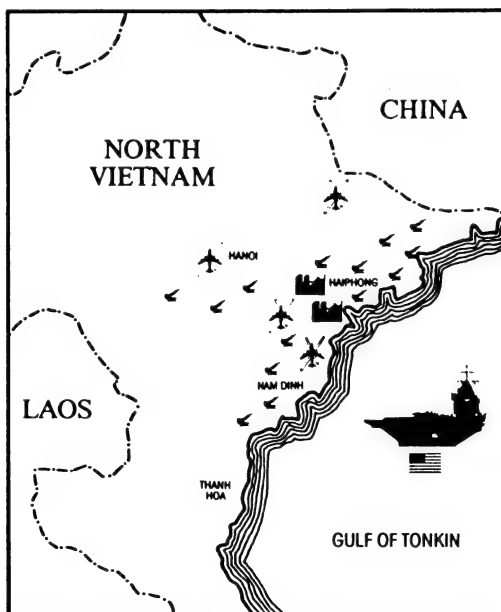 CHINA
NORTH
VIETNAM
HANOI
HAIPHONG
NAM DINH
LAOS
THANH
HOA
GULF OF TONKIN